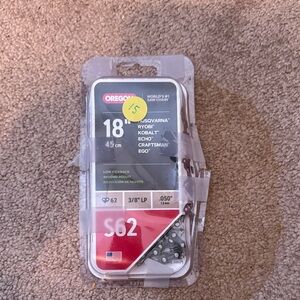 OREGON
WORLD'S #1
SAW CHAIN
15
18"
45 cm
HUSQVARNA
RYOBI
KOBALT
ECHO
CRAFTSMAN
EGO
LOW KICKBACK
62
3/8" LP
.050"
S62